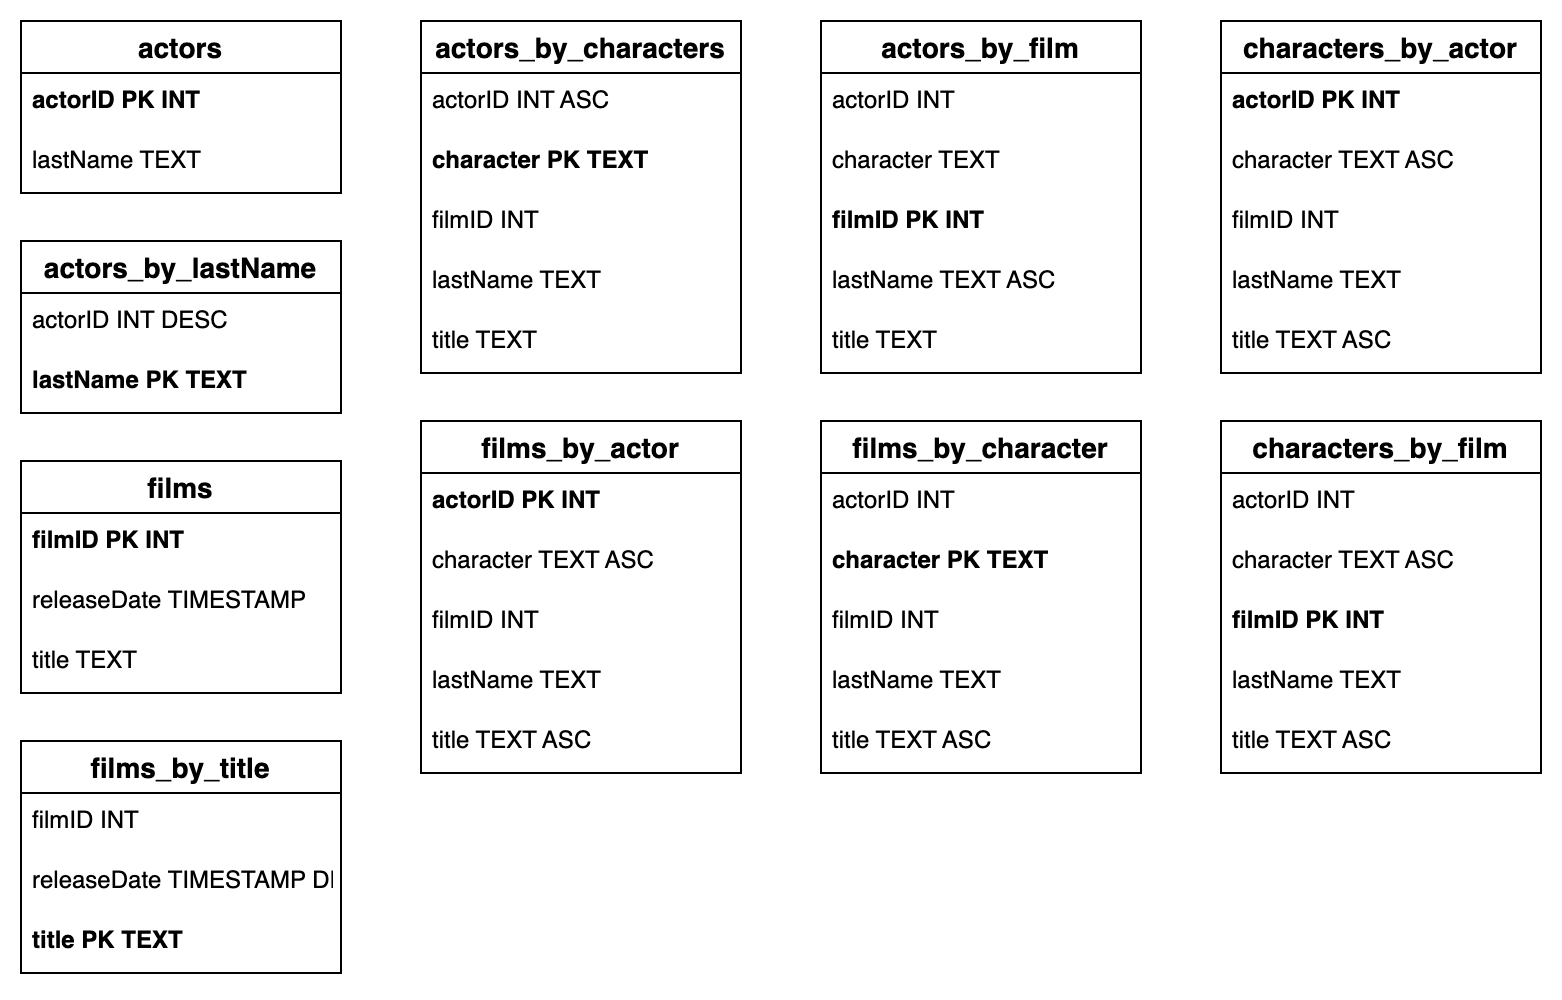 actors
actorID PK INT
lastName TEXT
actors_by_lastName
actorID INT DESC
lastName PK TEXT
films
filmID PK INT
releaseDate TIMESTAMP
title TEXT
films_by_title
filmID INT
releaseDate TIMESTAMP
title PK TEXT
actors_by_characters
actorID INT ASC
character PK TEXT
filmID INT
lastName TEXT
title TEXT
films_by_actor
actorID PK INT
character TEXT ASC
filmID INT
lastName TEXT
title TEXT ASC
actors_by_film
actorID INT
character TEXT
filmID PK INT
lastName TEXT ASC
title TEXT
films_by_character
actorID INT
character PK TEXT
filmID INT
lastName TEXT
title TEXT ASC
characters_by_actor
actorID PK INT
character TEXT ASC
filmID INT
lastName TEXT
title TEXT ASC
characters_by_film
actorID INT
character TEXT ASC
filmID PK INT
lastName TEXT
title TEXT ASC